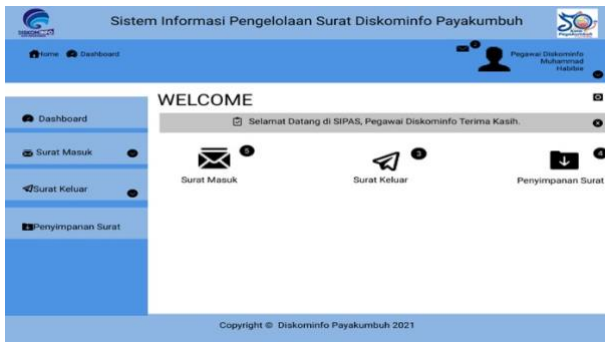 Sistem Informasi Pengelolaan Surat Diskominfo Payakumbuh
Home Dashboard
Pegawai Diskominfo
Muhammad
Habibie
WELCOME
Selamat Datang di SIPAS, Pegawai Diskominfo Terima Kasih.
Dashboard
Surat Masuk
Surat Keluar
Penyimpanan Surat
5
3
4
Surat Masuk
Surat Keluar
Penyimpanan Surat
Copyright © Diskominfo Payakumbuh 2021